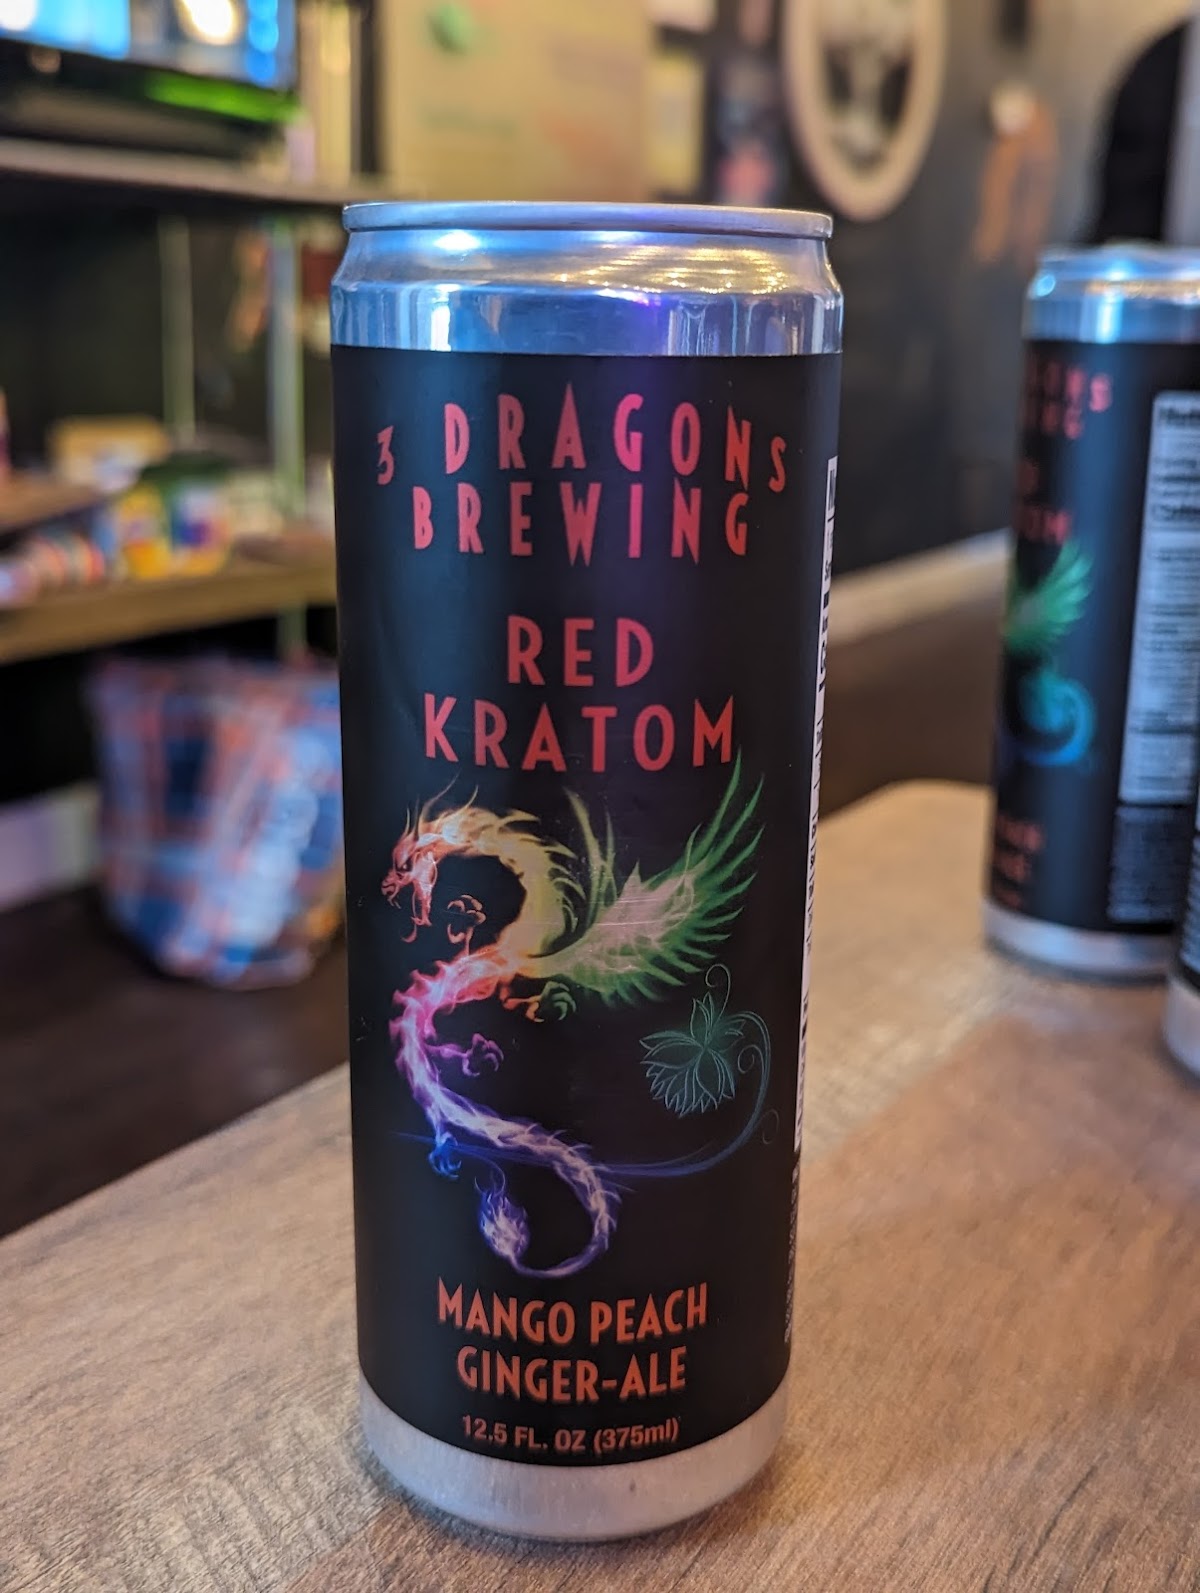 3 DRAGONS
BREWING
RED
KRATOM
MANGO PEACH
GINGER-ALE
12.5 FL. OZ (375ml)